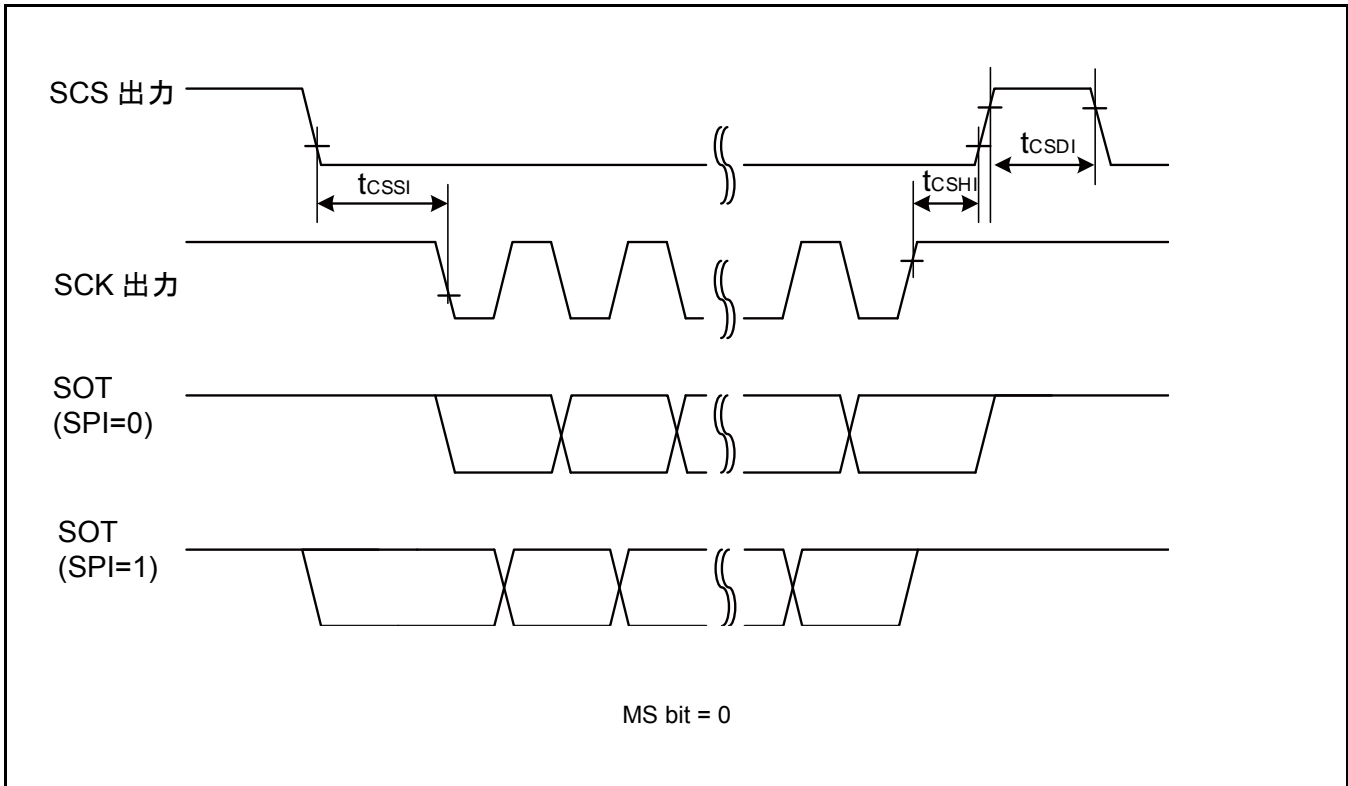 SCS 出力
tCSDI
tCSSI
tCSHI
SCK 出力
SOT
(SPI=0)
SOT
(SPI=1)
MS bit = 0